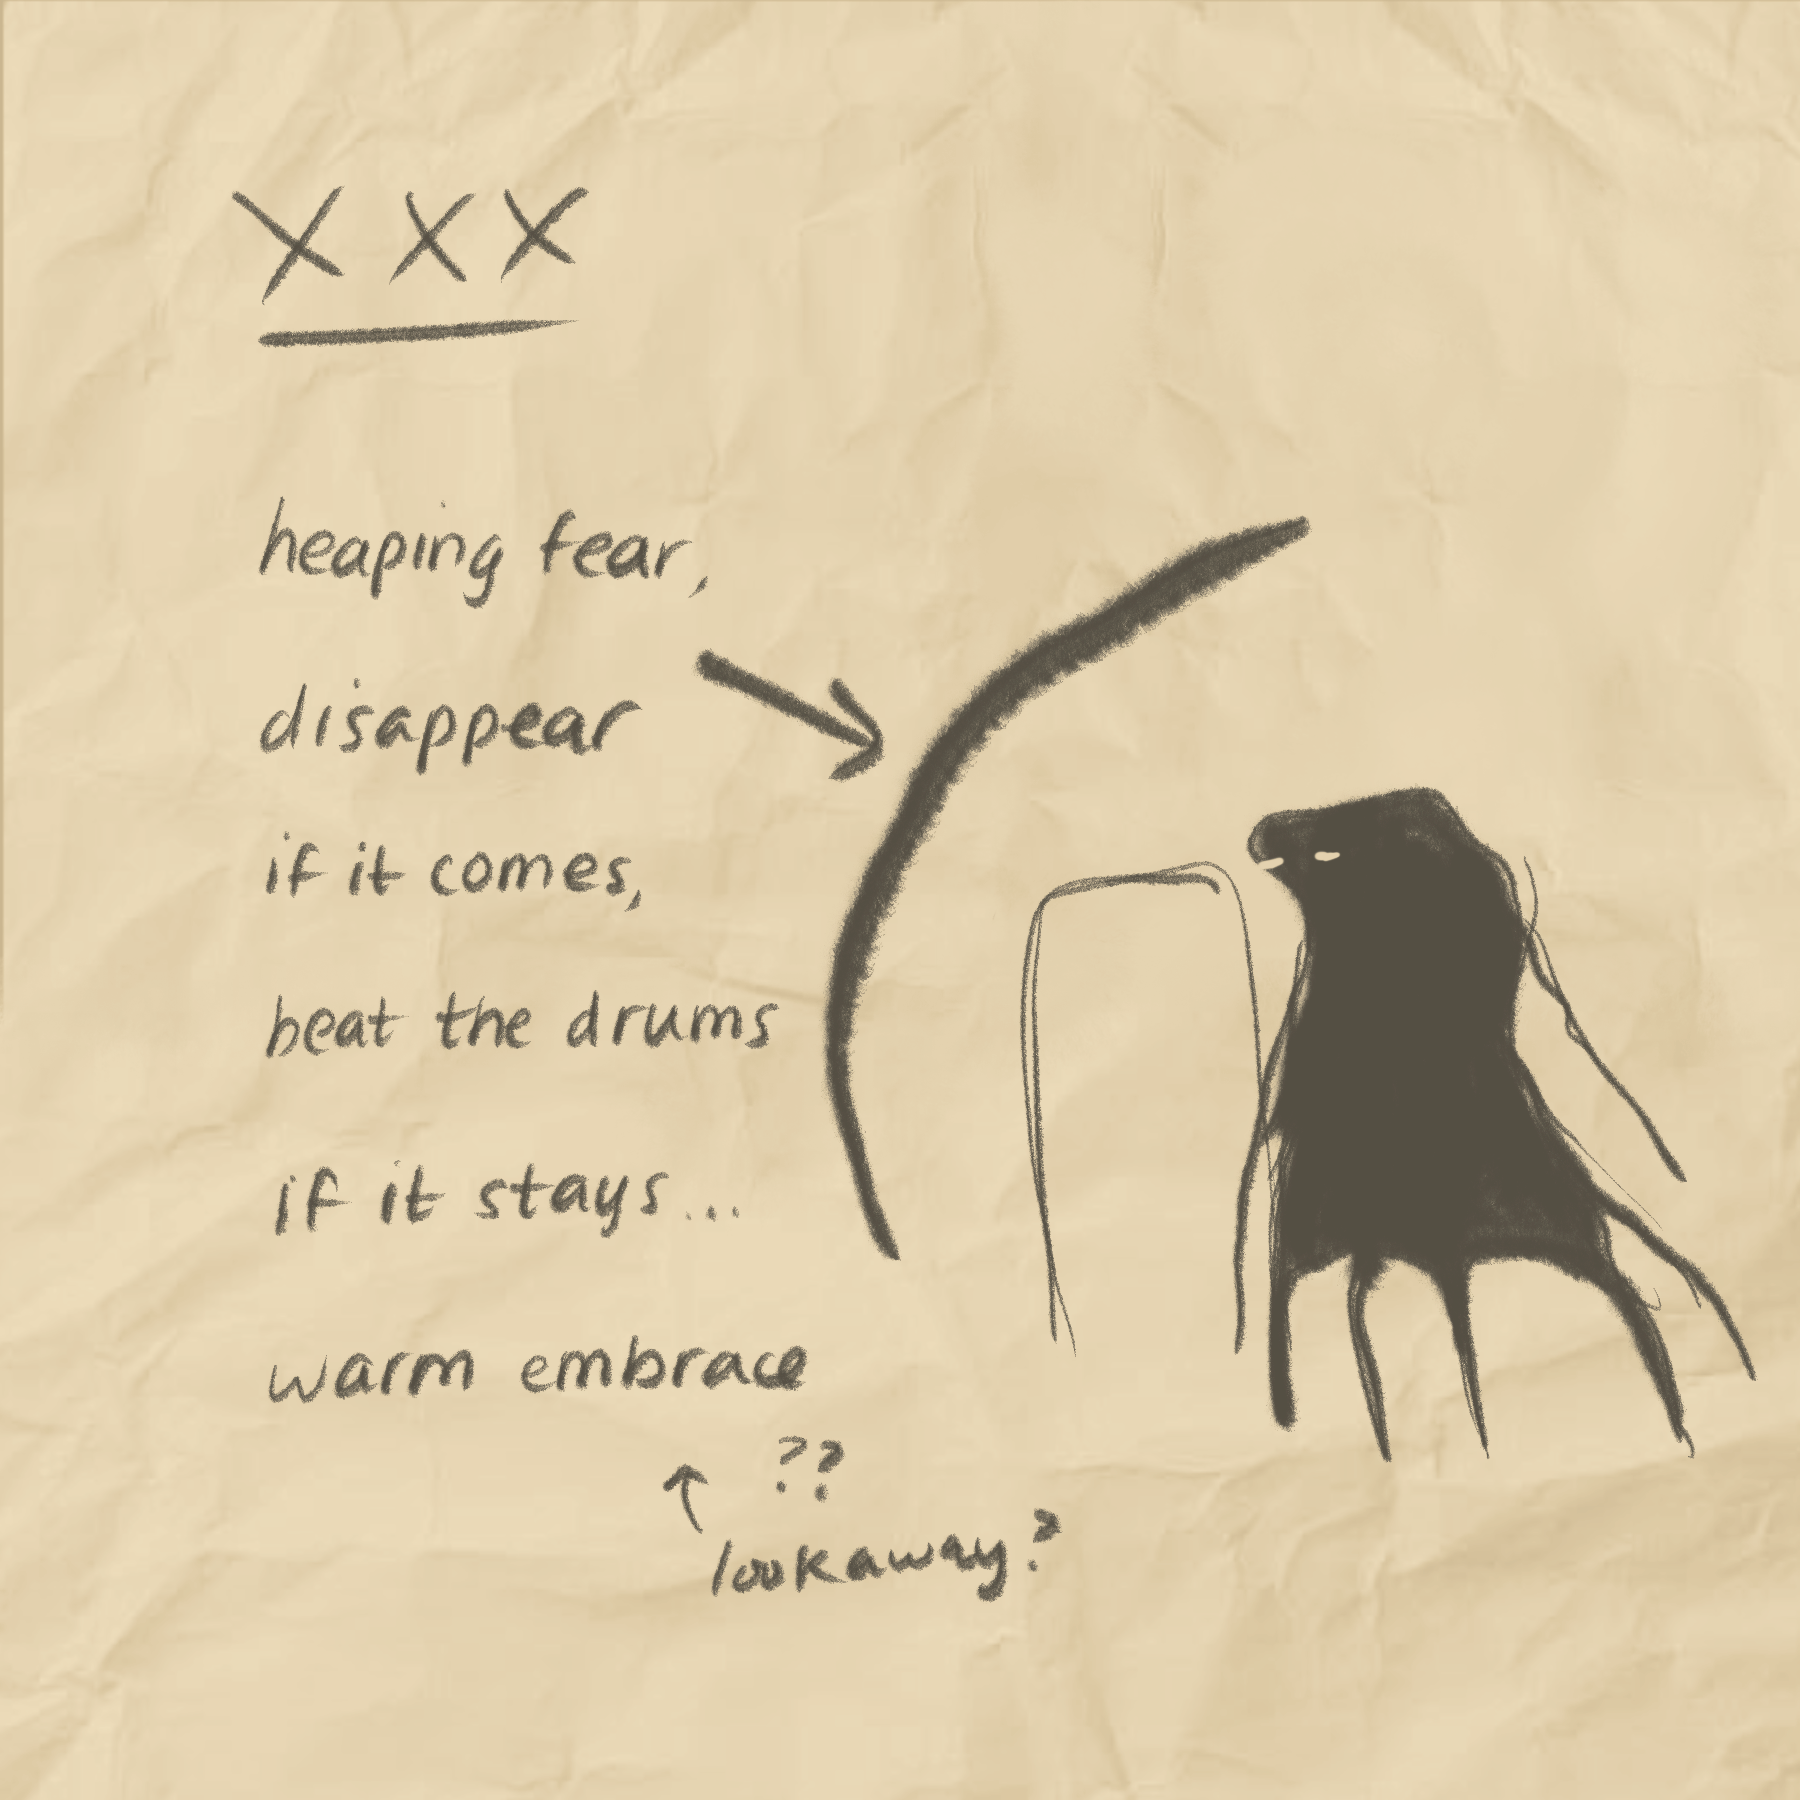 XXX
heaping fear,
disappear
if it comes,
beat the drums
if it stays...
warm embrace
??
lookaway?